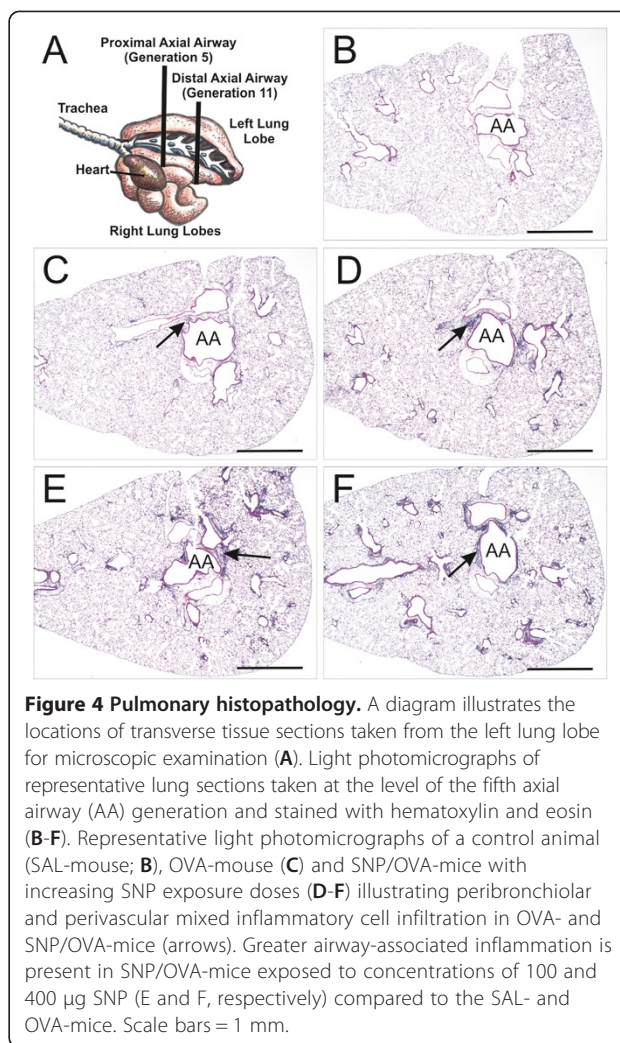 A
Proximal Axial Airway
(Generation 5)
Distal Axial Airway
(Generation 11)
Trachea
Left Lung
Lobe
Heart
Right Lung Lobes
B
AA
C
AA
D
AA
E
AA
F
AA
Figure 4 Pulmonary histopathology. A diagram illustrates the
locations of transverse tissue sections taken from the left lung lobe
for microscopic examination (A). Light photomicrographs of
representative lung sections taken at the level of the fifth axial
airway (AA) generation and stained with hematoxylin and eosin
(B-F). Representative light photomicrographs of a control animal
(SAL-mouse; B), OVA-mouse (C) and SNP/OVA-mice with
increasing SNP exposure doses (D-F) illustrating peribronchiolar
and perivascular mixed inflammatory cell infiltration in OVA- and
SNP/OVA-mice (arrows). Greater airway-associated inflammation is
present in SNP/OVA-mice exposed to concentrations of 100 and
400 μg SNP (E and F, respectively) compared to the SAL- and
OVA-mice. Scale bars = 1 mm.